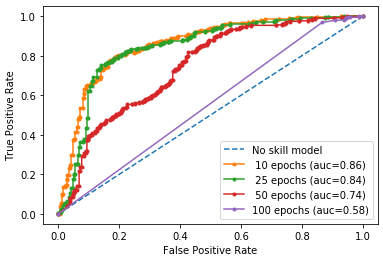 1.0
0.8
0.6
0.4
0.2
0.0
True Positive Rate
0.0 0.2 0.4 0.6 0.8 1.0
False Positive Rate
No skill model
10 epochs (auc=0.86)
25 epochs (auc=0.84)
50 epochs (auc=0.74)
100 epochs (auc=0.58)